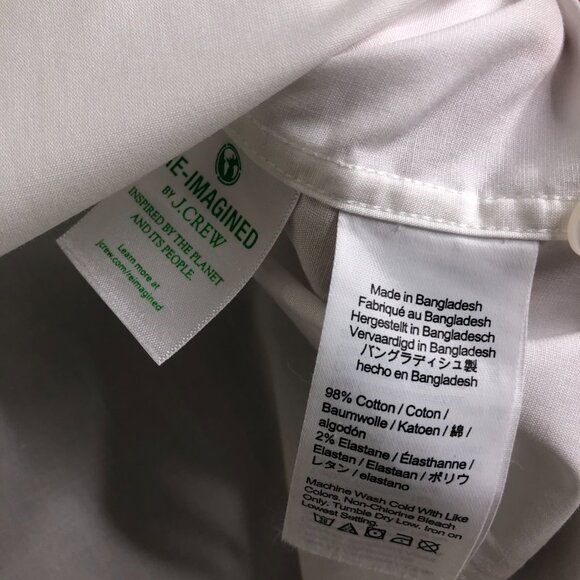 E-IMAGINED
BY J.CREW
INSPIRED BY THE PLANET
AND ITS PEOPLE.
Learn more at
jcrew.com/reimagined
Made in Bangladesh
Fabriqué au Bangladesh
Hergestellt in Bangladesch
Vervaardigd in Bangladesh
バングラディシュ製
hecho en Bangladesh
98% Cotton / Coton /
Baumwolle / Katoen / 綿 /
algodón
2% Elastane / Élasthanne /
Elastan / Elastaan / ポリウ
レタン / elastano
Machine Wash Cold With Like
Colors. Non-Chlorine Bleach
Only. Tumble Dry Low. Iron on
Lowest Setting.